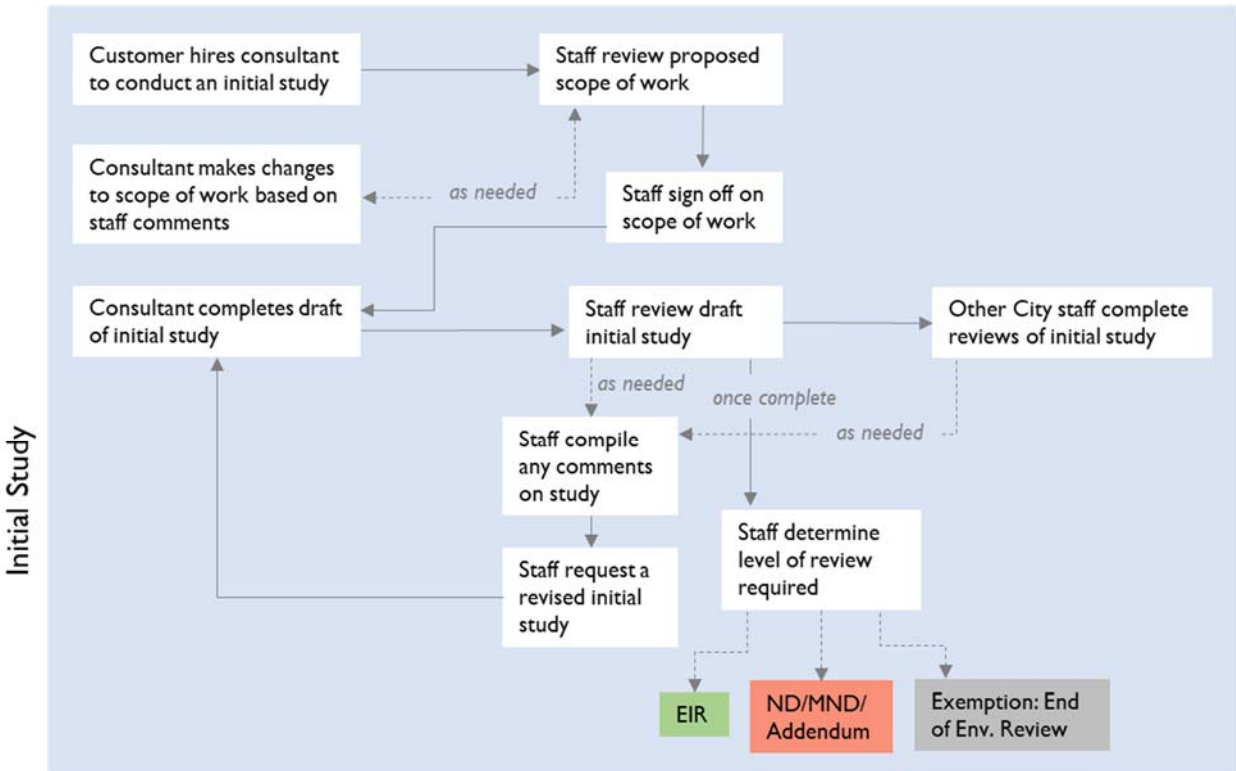 Customer hires consultant
to conduct an initial study
Staff review proposed
scope of work
Consultant makes changes
to scope of work based on
staff comments
as needed
Staff sign off on
scope of work
Consultant completes draft
of initial study
Staff review draft
initial study
Other City staff complete
reviews of initial study
as needed
once complete
as needed
Staff compile
any comments
on study
Staff determine
level of review
required
Staff request a
revised initial
study
EIR
ND/MND/
Addendum
Exemption: End
of Env. Review
Initial Study